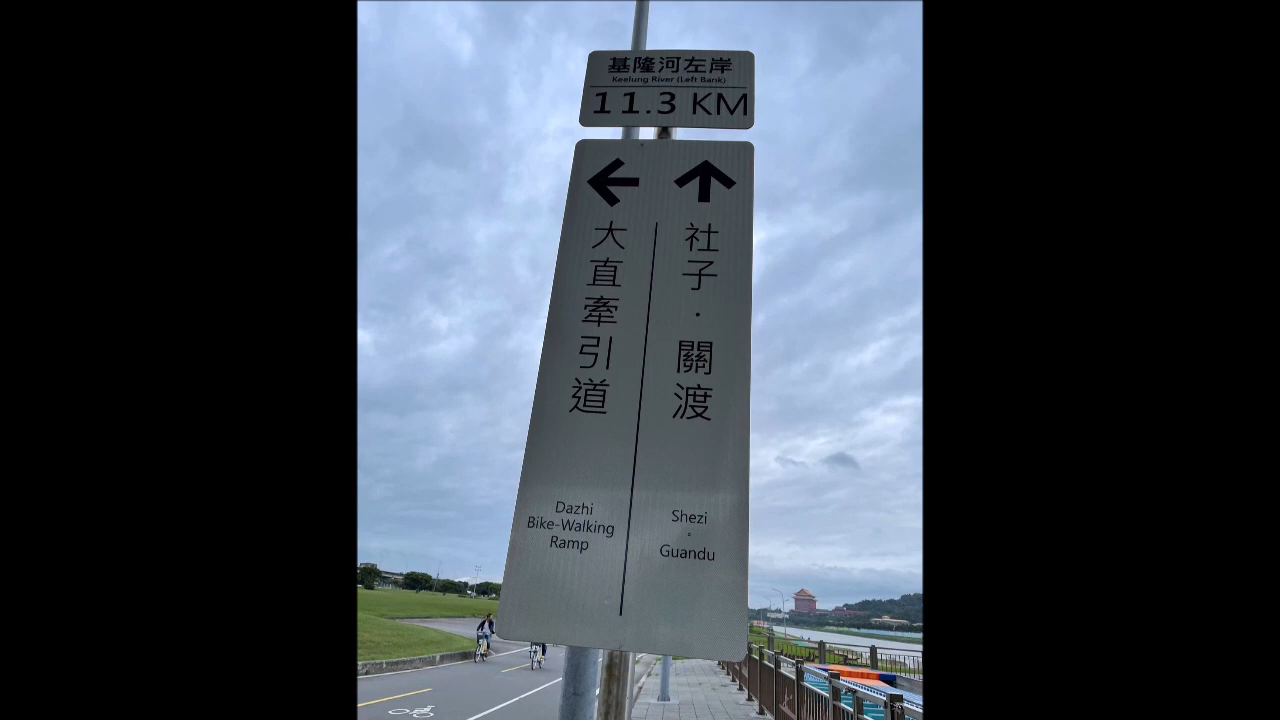 基隆河左岸
Keelung River (Left Bank)
11.3 KM
大直牽引道
Dazhi
Bike-Walking
Ramp
社子．關渡
Shezi
。
Guandu